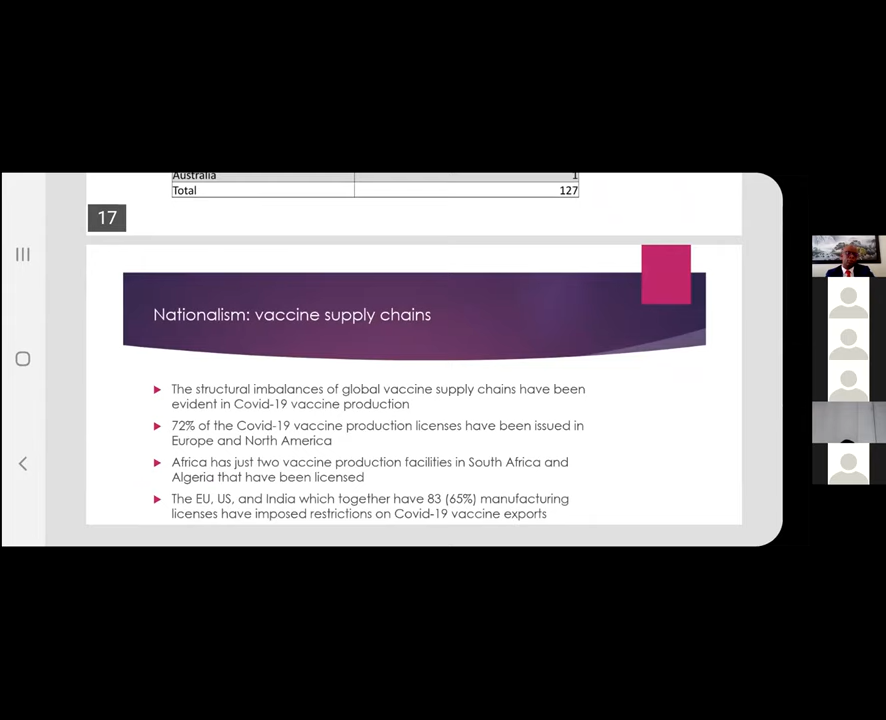 Australia 1
Total 127
17
Nationalism: vaccine supply chains
The structural imbalances of global vaccine supply chains have been
evident in Covid-19 vaccine production
72% of the Covid-19 vaccine production licenses have been issued in
Europe and North America
Africa has just two vaccine production facilities in South Africa and
Algeria that have been licensed
The EU, US, and India which together have 83 (65%) manufacturing
licenses have imposed restrictions on Covid-19 vaccine exports